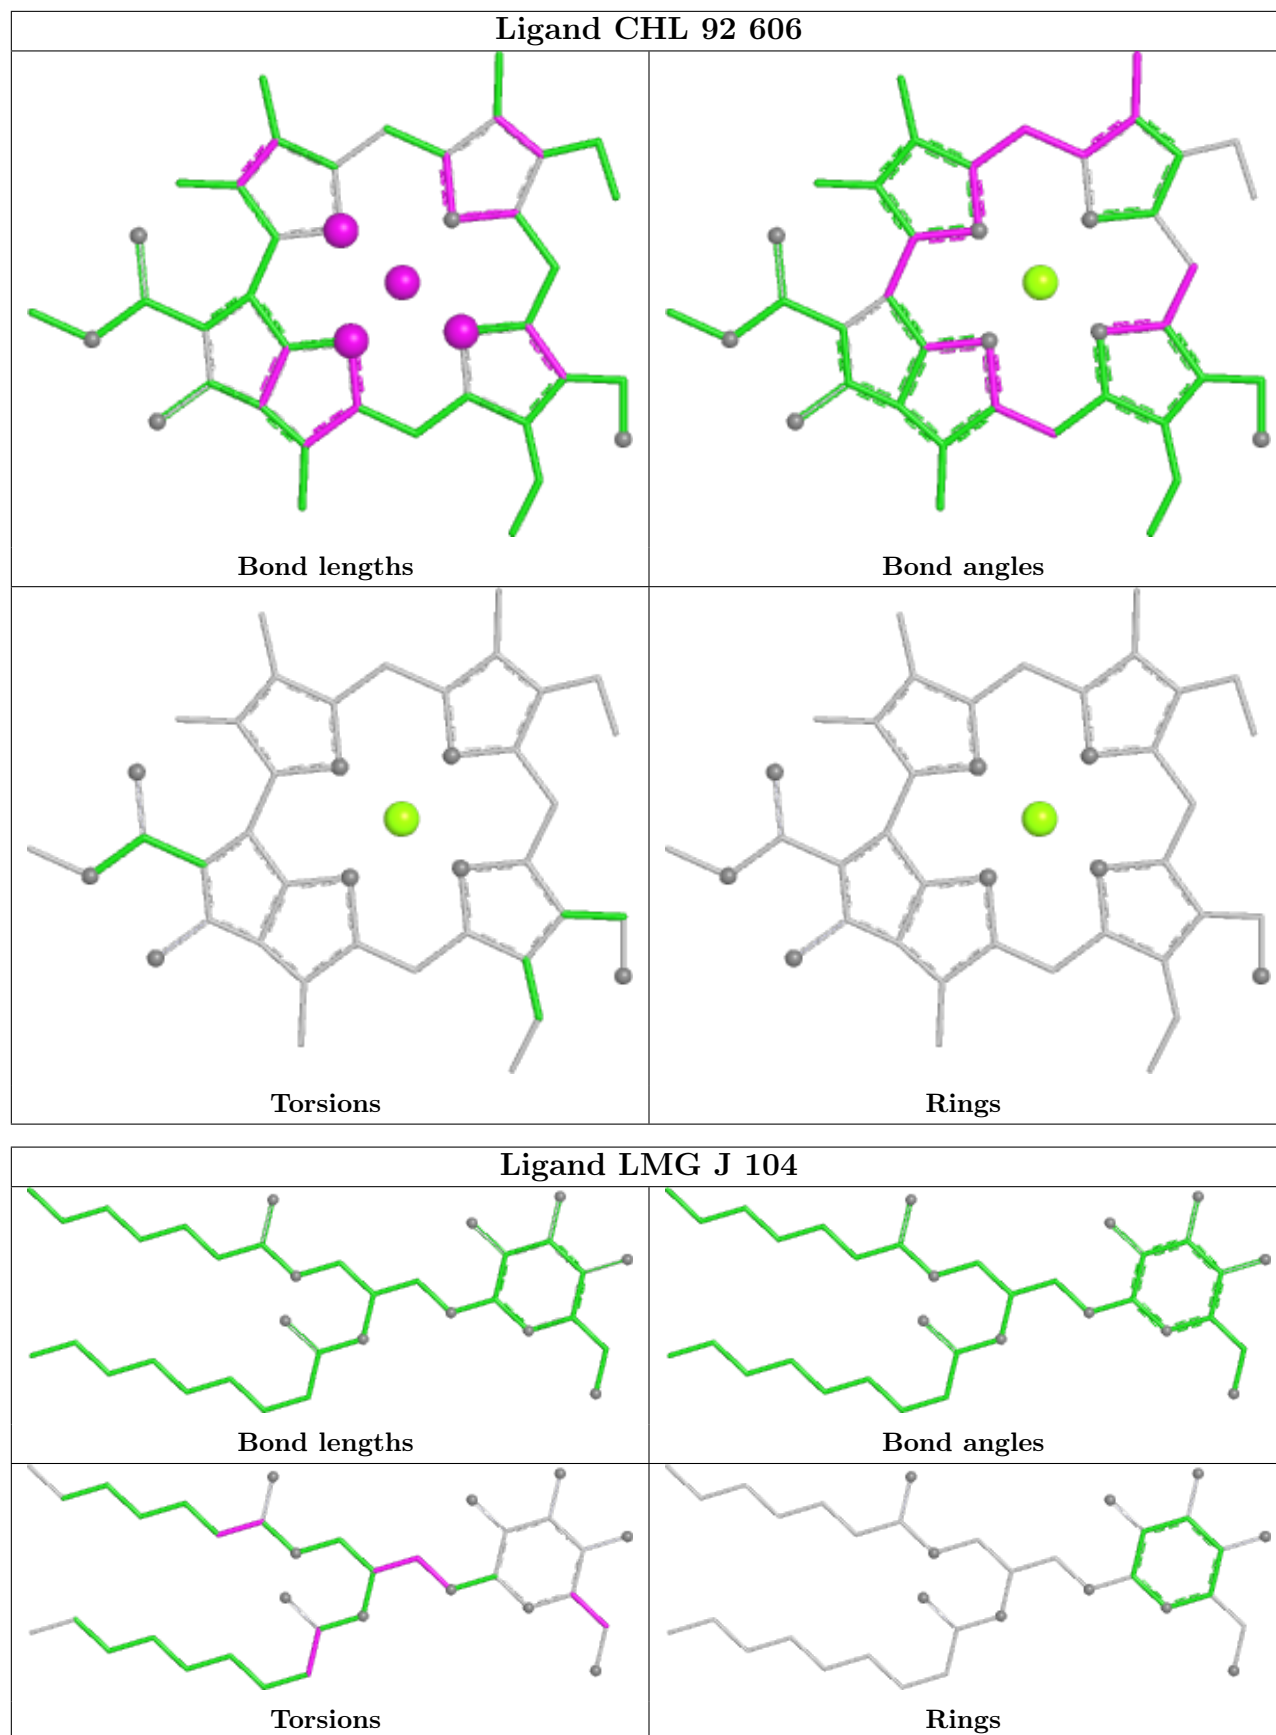 Ligand CHL 92 606
Bond lengths
Bond angles
Torsions
Rings
Ligand LMG J 104
Bond lengths
Bond angles
Torsions
Rings